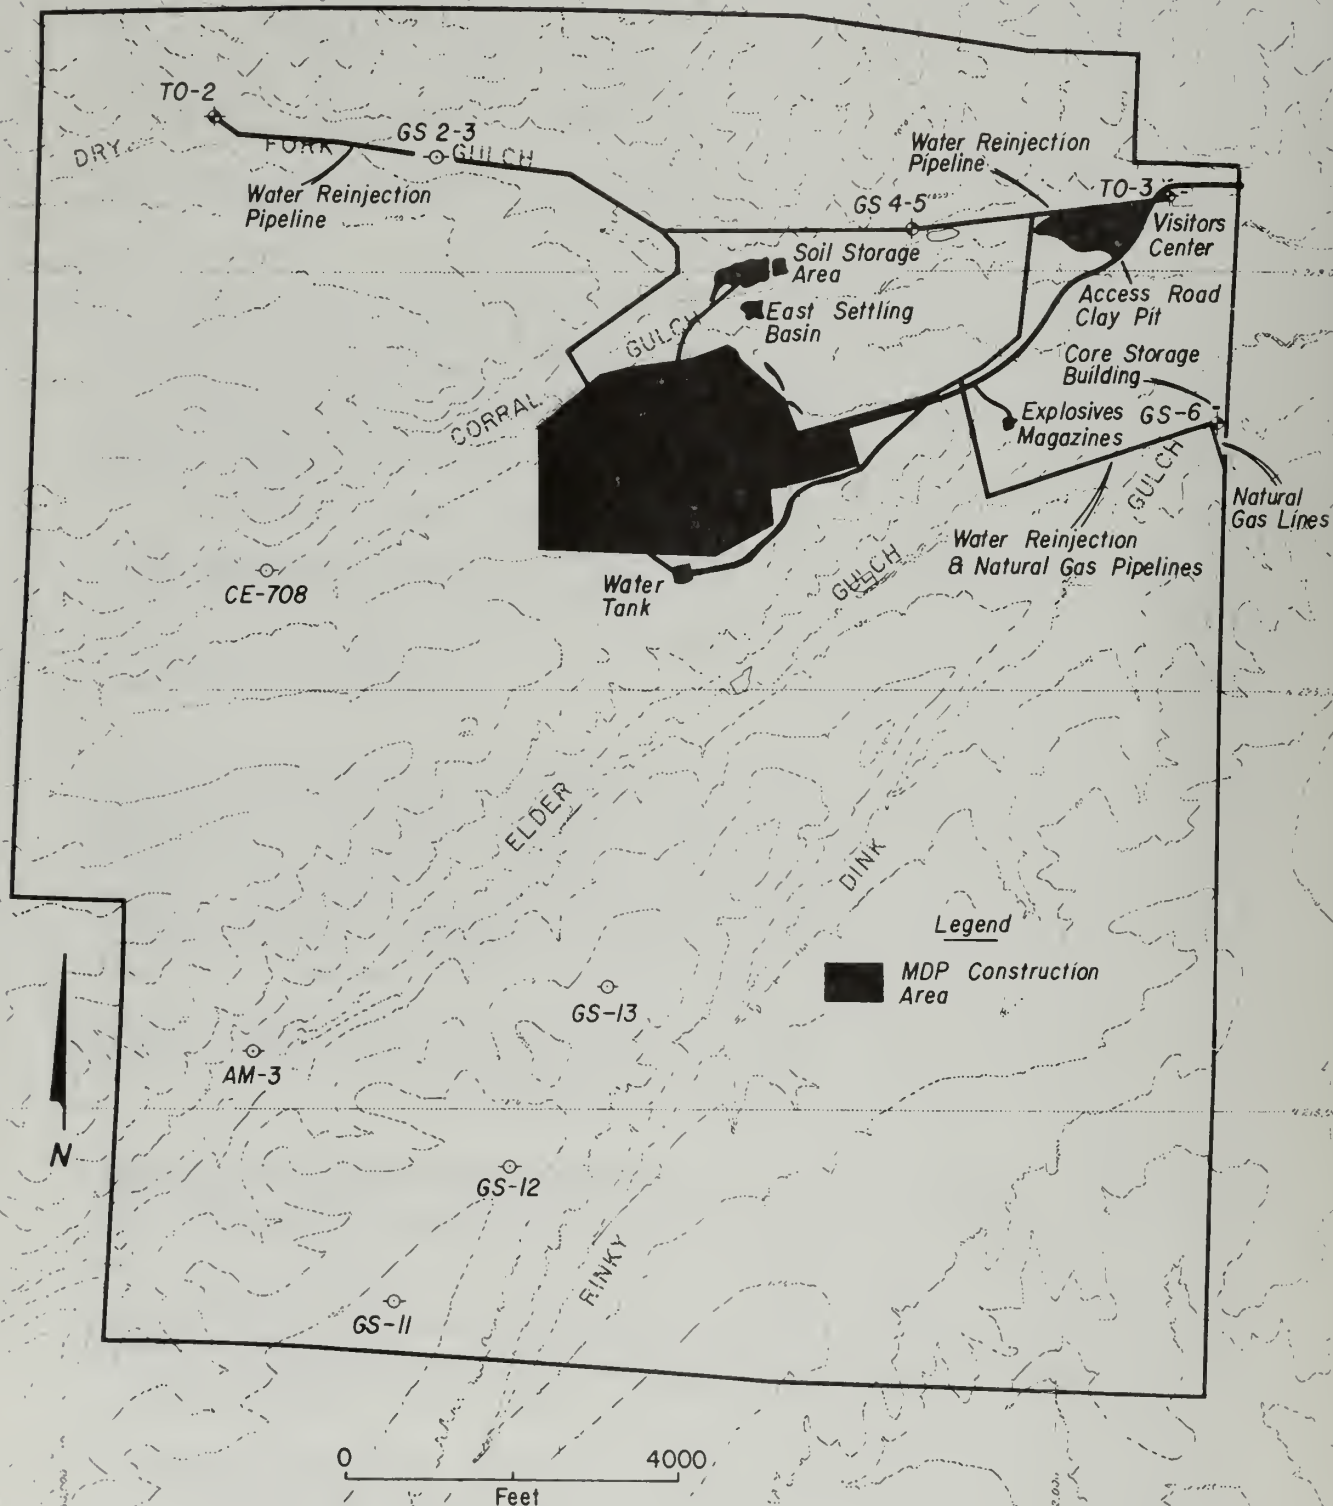 TO-2
DRY
FORK
GS 2-3
GULCH
Water Reinjection
Pipeline
Water Reinjection
Pipeline
TO-3
GS 4-5
Visitors
Center
Soil Storage
Area
Access Road
Clay Pit
East Settling
Basin
GULCH
CORRAL
Core Storage
Building
Explosives
Magazines
GS-6
GULCH
Natural
Gas Lines
Water Reinjection
& Natural Gas Pipelines
GULCH
Water
Tank
CE-708
ELDER
DINK
Legend
MDP Construction
Area
GS-13
AM-3
N
GS-12
RINKY
GS-11
0
4000
Feet